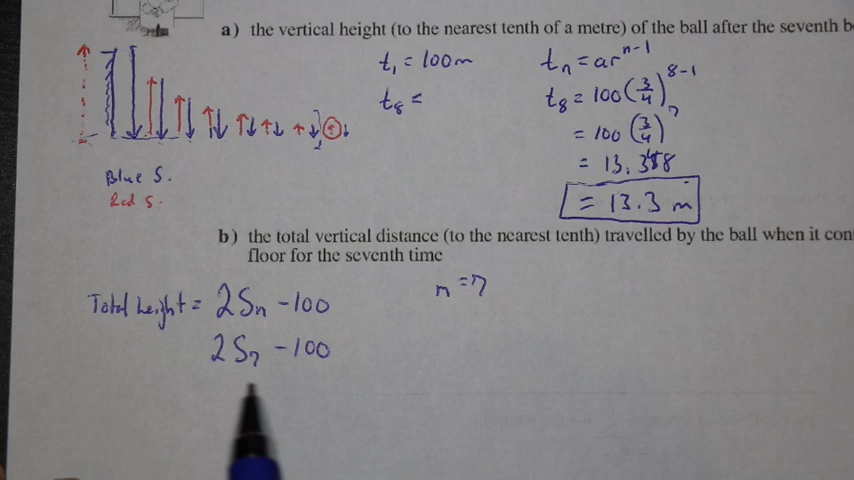 a) the vertical height (to the nearest tenth of a metre) of the ball after the seventh b
t₁ = 100m
t₈ =
tₙ = arⁿ⁻¹
t₈ = 100(3/4)⁸⁻¹
= 100(3/4)⁷
= 13.348
= 13.3 m
Blue S.
Red S.
b) the total vertical distance (to the nearest tenth) travelled by the ball when it con
floor for the seventh time
Total height = 2Sₙ - 100
n = 7
2S₇ - 100